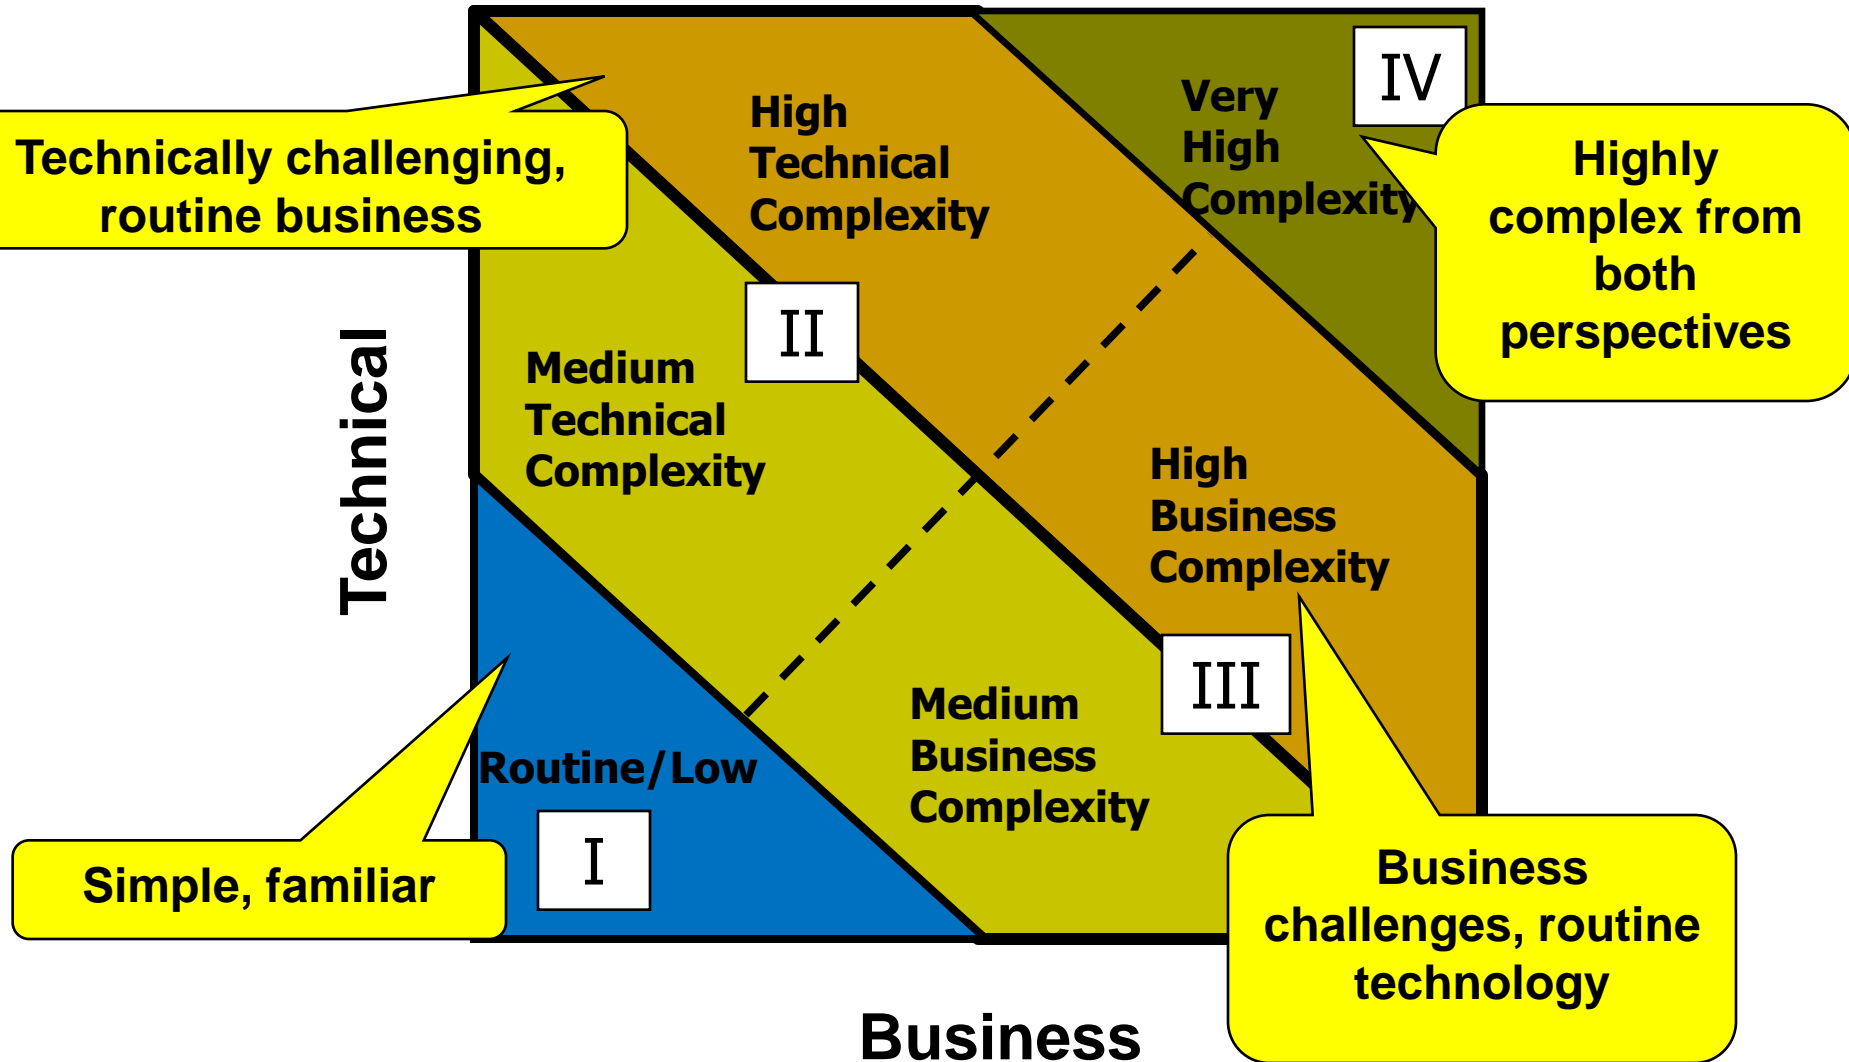 IV
Very
High
Complexity
High
Technical
Complexity
Technically challenging,
routine business
Highly
complex from
both
perspectives
II
Medium
Technical
Complexity
Technical
High
Business
Complexity
III
Medium
Business
Complexity
Routine/Low
I
Simple, familiar
Business
challenges, routine
technology
Business